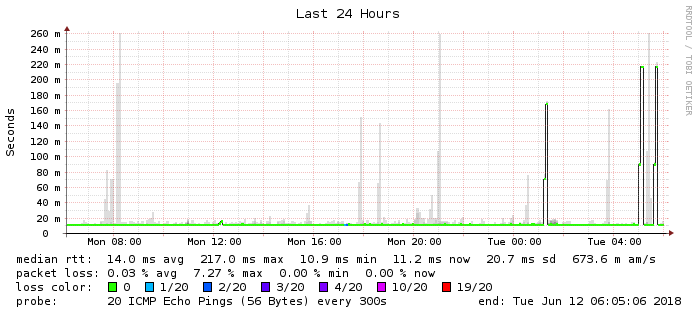 Last 24 Hours
RRDTOOL / TOBI OETIKER
Seconds
260 m
240 m
220 m
200 m
180 m
160 m
140 m
120 m
100 m
80 m
60 m
40 m
20 m
0
Mon 08:00 Mon 12:00 Mon 16:00 Mon 20:00 Tue 00:00 Tue 04:00
median rtt: 14.0 ms avg 217.0 ms max 10.9 ms min 11.2 ms now 20.7 ms sd 673.6 m am/s
packet loss: 0.03 % avg 7.27 % max 0.00 % min 0.00 % now
loss color: 0 1/20 2/20 3/20 4/20 10/20 19/20
probe: 20 ICMP Echo Pings (56 Bytes) every 300s end: Tue Jun 12 06:05:06 2018